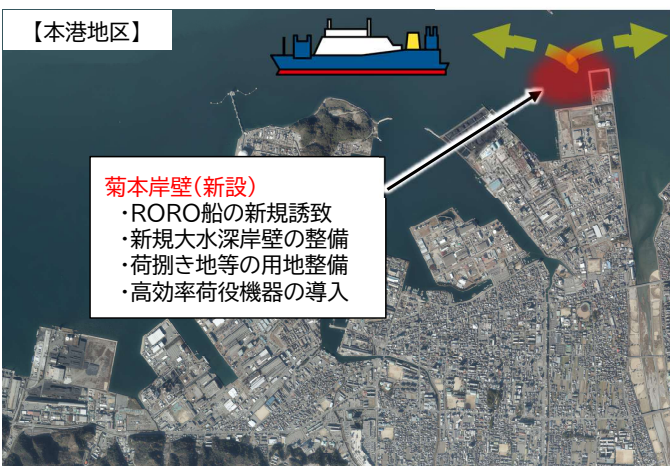 【本港地区】
菊本岸壁(新設)
・RORO船の新規誘致
・新規大水深岸壁の整備
・荷捌き地等の用地整備
・高効率荷役機器の導入